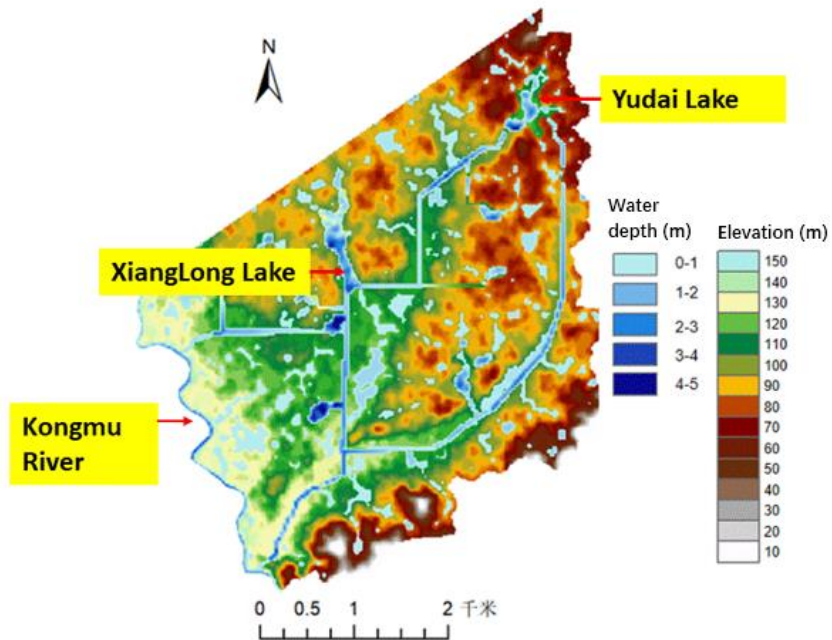 N
Yudai Lake
Water
depth (m)
0-1
1-2
2-3
3-4
4-5
Elevation (m)
150
140
130
120
110
100
90
80
70
60
50
40
30
20
10
XiangLong Lake
Kongmu
River
0 0.5 1 2 千米